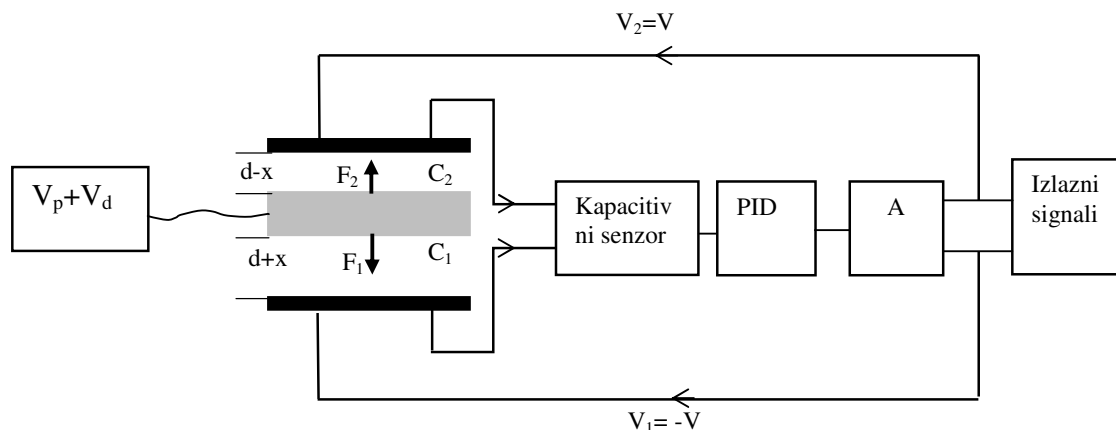 V₂=V
d-x
F₂
C₂
Vₚ+V_d
d+x
F₁
C₁
Kapacitiv
ni senzor
PID
A
Izlazni
signali
V₁= -V